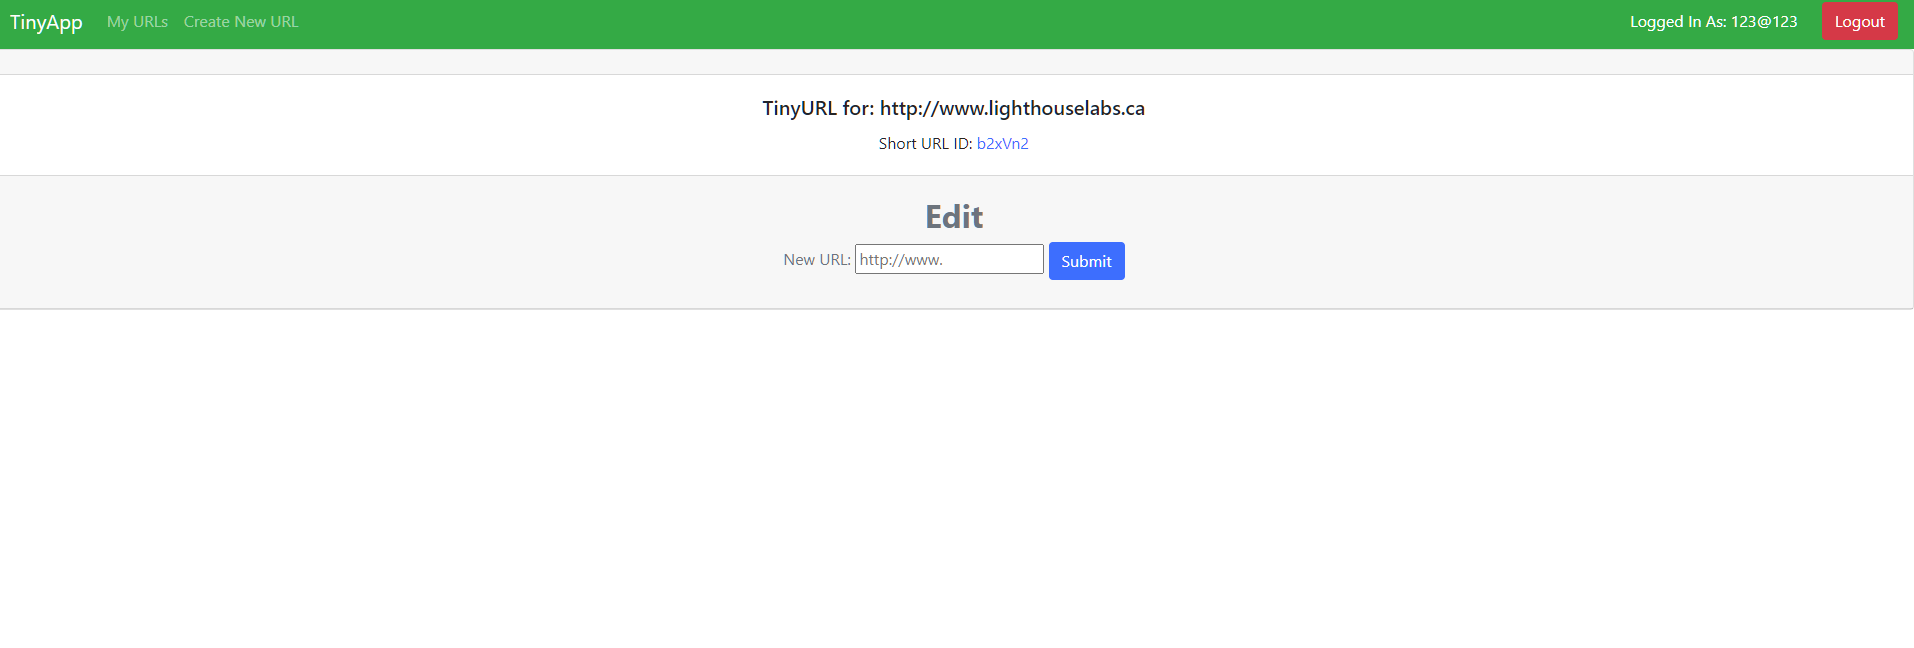 TinyApp My URLs Create New URL Logged In As: 123@123 Logout
TinyURL for: http://www.lighthouselabs.ca
Short URL ID: b2xVn2
Edit
New URL: http://www. Submit